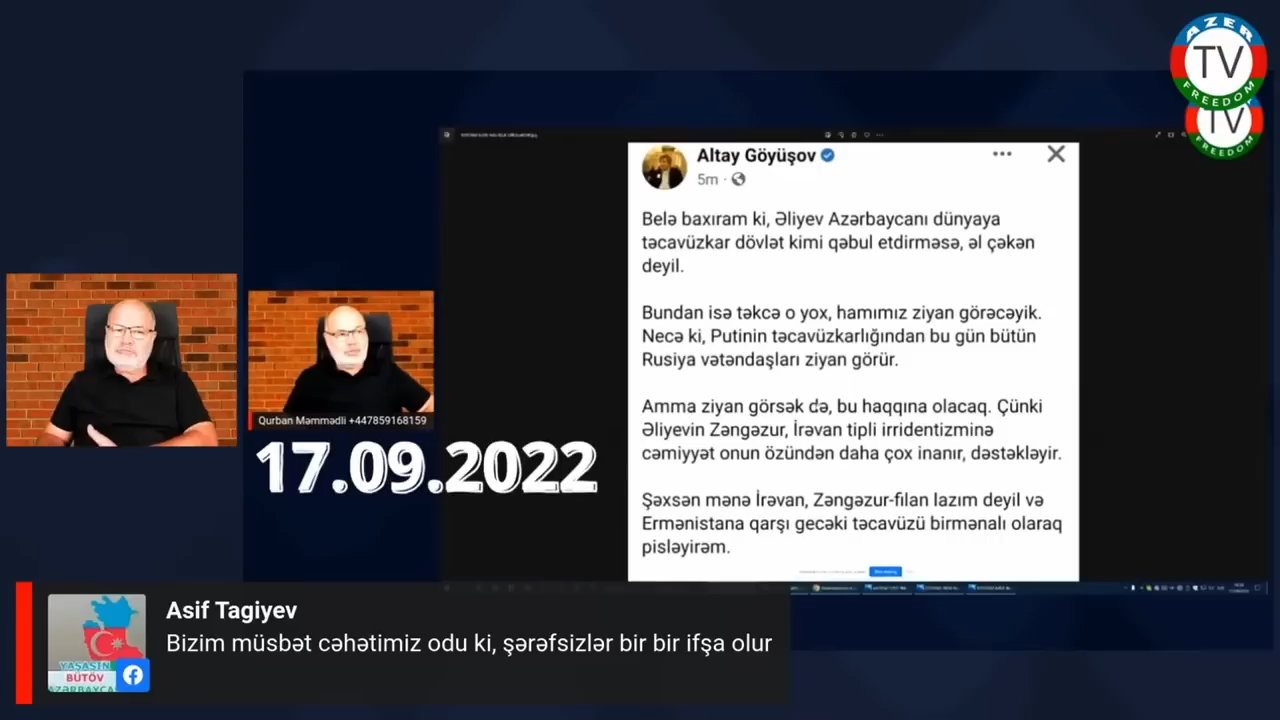 AZER
TV
FREEDOM
TV
FREEDOM
Altay Göyüşov
5m
Belə baxıram ki, Əliyev Azərbaycanı dünyaya
təcavüzkar dövlət kimi qəbul etdirməsə, əl çəkən
deyil.
Bundan isə təkcə o yox, hamımız ziyan görəcəyik.
Necə ki, Putinin təcavüzkarlığından bu gün bütün
Rusiya vətəndaşları ziyan görür.
Amma ziyan görsək də, bu haqqına olacaq. Çünki
Əliyevin Zəngəzur, İrəvan tipli irridentizminə
cəmiyyət onun özündən daha çox inanır, dəstəkləyir.
Şəxsən mənə İrəvan, Zəngəzur-filan lazım deyil və
Ermənistana qarşı gecəki təcavüzü birmənalı olaraq
pisləyirəm.
Qurban Məmmədli +447859168159
17.09.2022
Asif Tagiyev
Bizim müsbət cəhətimiz odu ki, şərəfsizlər bir bir ifşa olur
YAŞASIN
BÜTÖV
AZƏRBAYCA